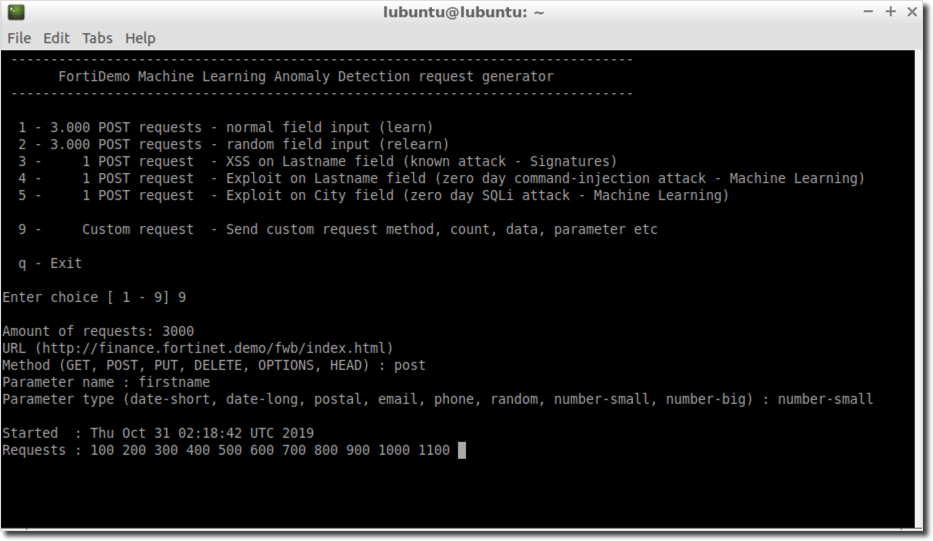 lubuntu@lubuntu: ~
File Edit Tabs Help
------------------------------------------------------------------------------
FortiDemo Machine Learning Anomaly Detection request generator
------------------------------------------------------------------------------
1 - 3.000 POST requests - normal field input (learn)
2 - 3.000 POST requests - random field input (relearn)
3 -     1 POST request  - XSS on Lastname field (known attack - Signatures)
4 -     1 POST request  - Exploit on Lastname field (zero day command-injection attack - Machine Learning)
5 -     1 POST request  - Exploit on City field (zero day SQLi attack - Machine Learning)
9 -     Custom request  - Send custom request method, count, data, parameter etc
q - Exit
Enter choice [ 1 - 9] 9
Amount of requests: 3000
URL (http://finance.fortinet.demo/fwb/index.html)
Method (GET, POST, PUT, DELETE, OPTIONS, HEAD) : post
Parameter name : firstname
Parameter type (date-short, date-long, postal, email, phone, random, number-small, number-big) : number-small
Started  : Thu Oct 31 02:18:42 UTC 2019
Requests : 100 200 300 400 500 600 700 800 900 1000 1100